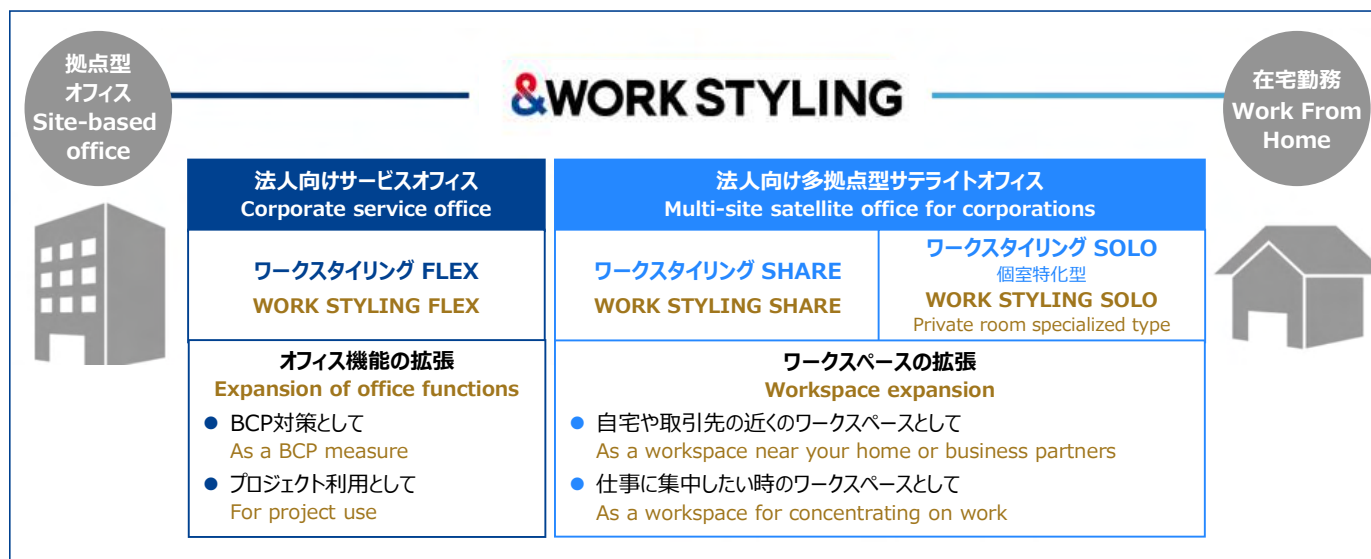 拠点型
オフィス
Site-based
office
&WORK STYLING
在宅勤務
Work From
Home
法人向けサービスオフィス
Corporate service office
法人向け多拠点型サテライトオフィス
Multi-site satellite office for corporations
ワークスタイリング FLEX
WORK STYLING FLEX
ワークスタイリング SHARE
WORK STYLING SHARE
ワークスタイリング SOLO
個室特化型
WORK STYLING SOLO
Private room specialized type
オフィス機能の拡張
Expansion of office functions
● BCP対策として
As a BCP measure
● プロジェクト利用として
For project use
ワークスペースの拡張
Workspace expansion
● 自宅や取引先の近くのワークスペースとして
As a workspace near your home or business partners
● 仕事に集中したい時のワークスペースとして
As a workspace for concentrating on work